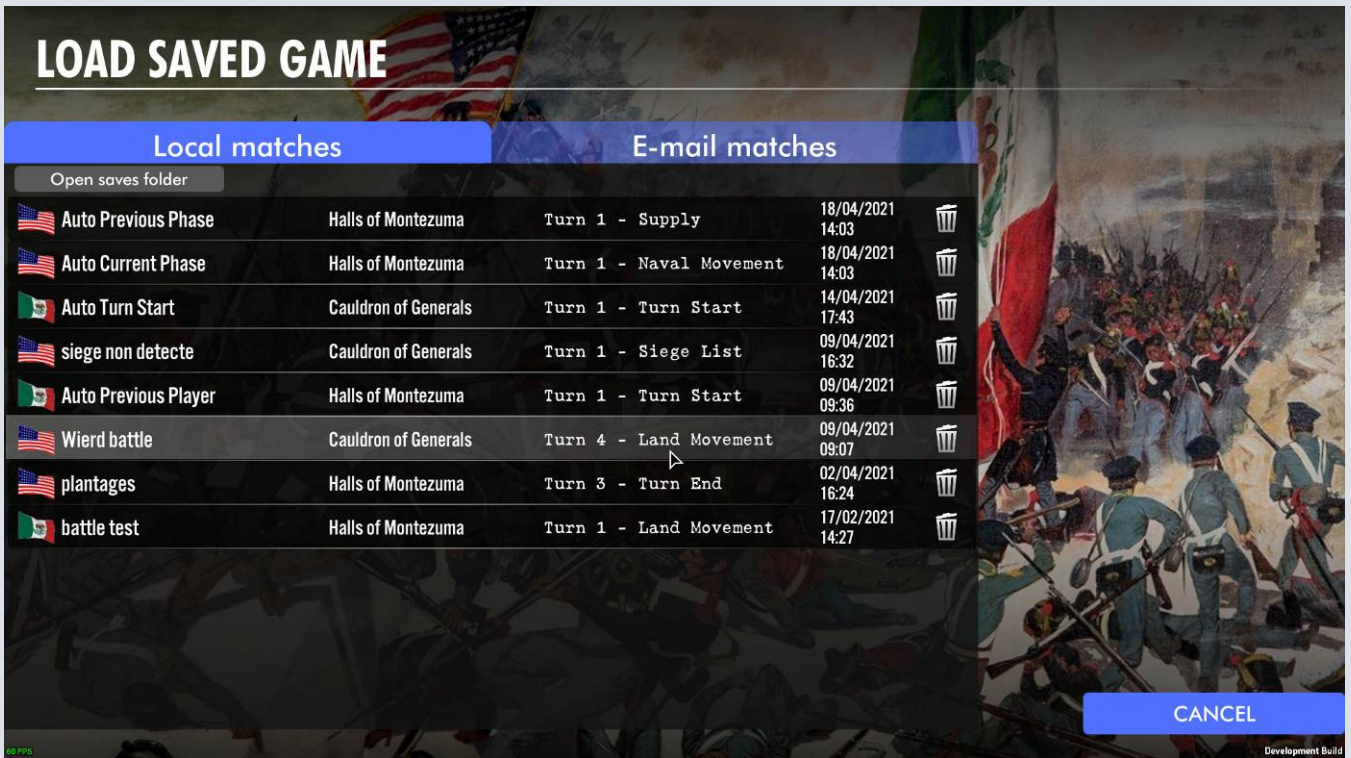 LOAD SAVED GAME
Local matches E-mail matches
Open saves folder
Auto Previous Phase Halls of Montezuma Turn 1 - Supply 18/04/2021 14:03
Auto Current Phase Halls of Montezuma Turn 1 - Naval Movement 18/04/2021 14:03
Auto Turn Start Cauldron of Generals Turn 1 - Turn Start 14/04/2021 17:43
siege non detecte Cauldron of Generals Turn 1 - Siege List 09/04/2021 16:32
Auto Previous Player Halls of Montezuma Turn 1 - Turn Start 09/04/2021 09:36
Wierd battle Cauldron of Generals Turn 4 - Land Movement 09/04/2021 09:07
plantages Halls of Montezuma Turn 3 - Turn End 02/04/2021 16:24
battle test Halls of Montezuma Turn 1 - Land Movement 17/02/2021 14:27
CANCEL
60 FPS Development Build